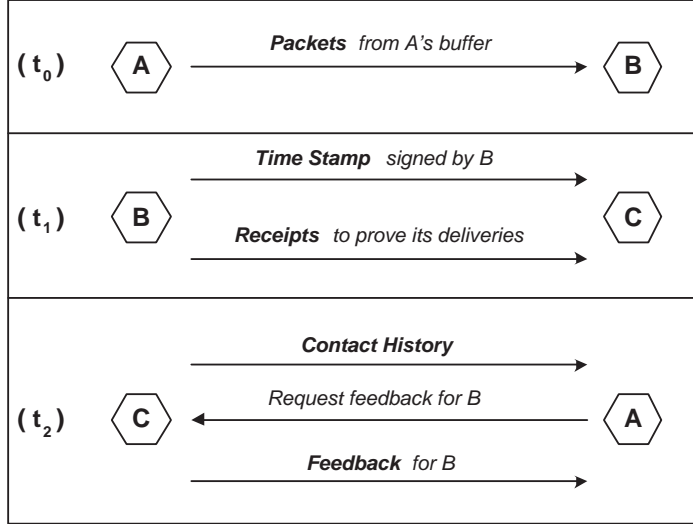 Packets from A's buffer
( t0 ) A B
Time Stamp signed by B
( t1 ) B C
Receipts to prove its deliveries
Contact History
Request feedback for B
( t2 ) C A
Feedback for B